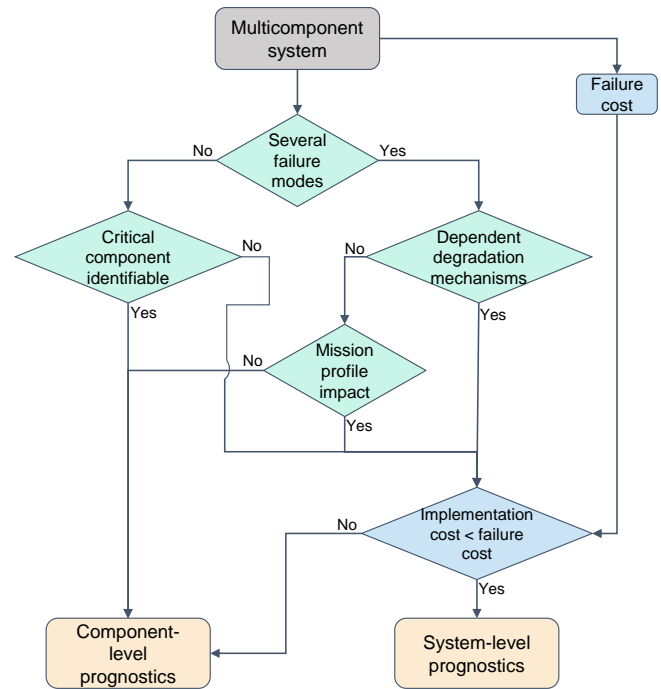 Multicomponent
system
Failure
cost
Several
failure
modes
No
Yes
Critical
component
identifiable
No
Yes
Dependent
degradation
mechanisms
No
Yes
Mission
profile
impact
No
Yes
Implementation
cost < failure
cost
No
Yes
Component-
level
prognostics
System-level
prognostics